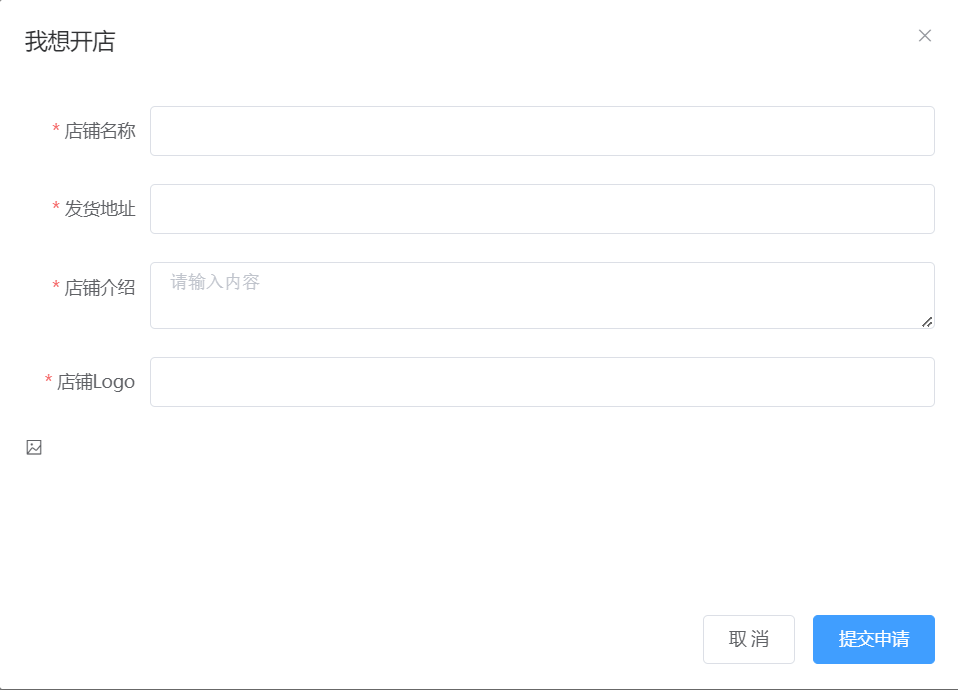 我想开店
* 店铺名称
* 发货地址
* 店铺介绍 请输入内容
* 店铺Logo
取 消 提交申请